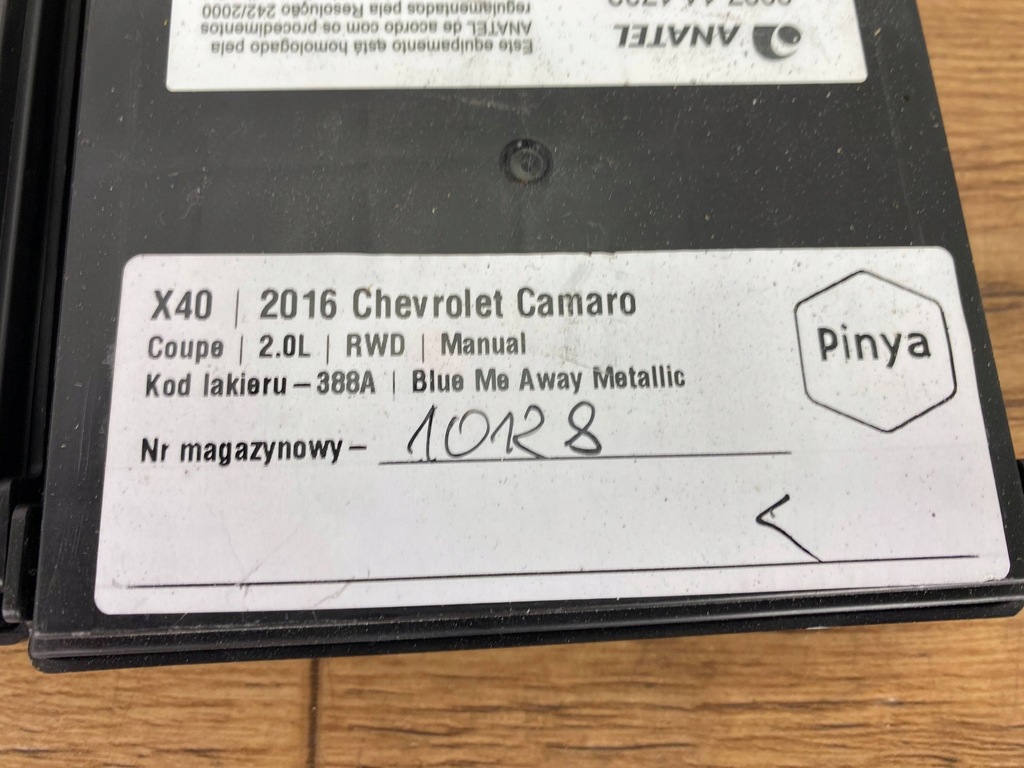 Este equipamento está homologado pela
ANATEL de acordo com os procedimentos
regulamentados pela Resolução 242/2000
ANATEL
X40 | 2016 Chevrolet Camaro
Coupe | 2.0L | RWD | Manual
Kod lakieru – 388A | Blue Me Away Metallic
Nr magazynowy – 10128
Pinya